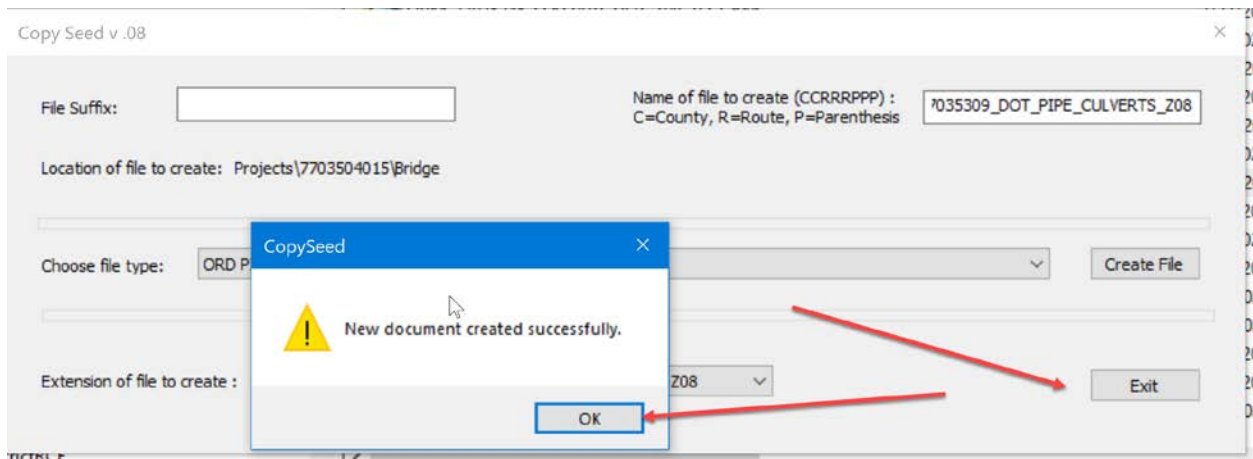 Copy Seed v .08
File Suffix:
Name of file to create (CCRRRPPP) :
C=County, R=Route, P=Parenthesis
7035309_DOT_PIPE_CULVERTS_Z08
Location of file to create: Projects\7703504015\Bridge
CopySeed
Choose file type:
ORD
Create File
New document created successfully.
Extension of file to create :
Z08
Exit
OK